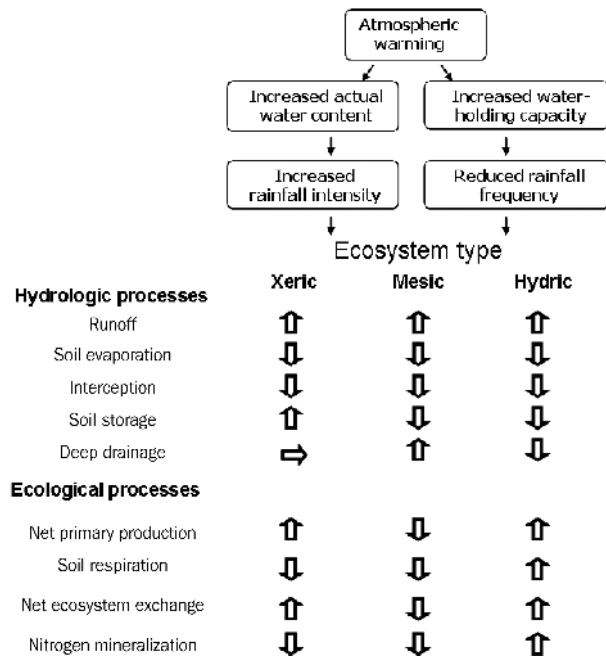 Atmospheric
warming
Increased actual
water content
Increased water-
holding capacity
Increased
rainfall intensity
Reduced rainfall
frequency
Ecosystem type
Xeric Mesic Hydric
Hydrologic processes
Runoff
Soil evaporation
Interception
Soil storage
Deep drainage
Ecological processes
Net primary production
Soil respiration
Net ecosystem exchange
Nitrogen mineralization